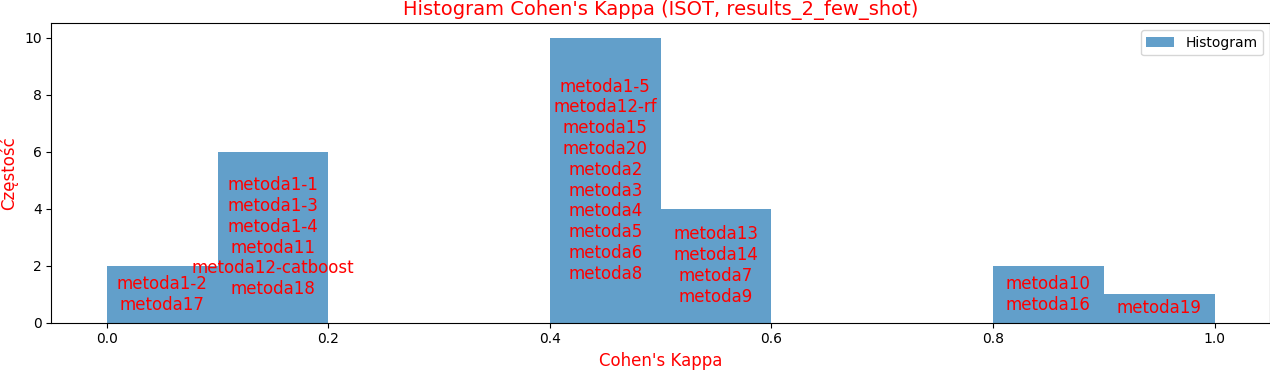 Histogram Cohen's Kappa (ISOT, results_2_few_shot)
Histogram
Częstość
10
8
6
4
2
0
metoda1-2
metoda17
metoda1-1
metoda1-3
metoda1-4
metoda11
metoda12-catboost
metoda18
metoda1-5
metoda12-rf
metoda15
metoda20
metoda2
metoda3
metoda4
metoda5
metoda6
metoda8
metoda13
metoda14
metoda7
metoda9
metoda10
metoda16
metoda19
0.0 0.2 0.4 0.6 0.8 1.0
Cohen's Kappa